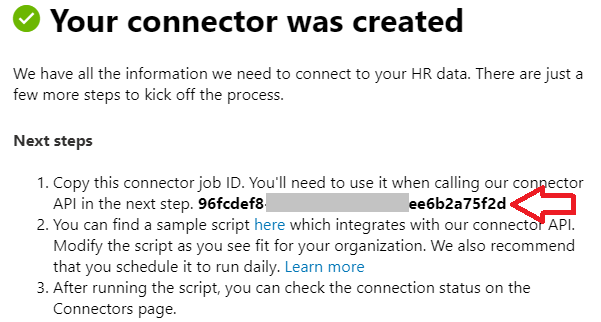 Your connector was created
We have all the information we need to connect to your HR data. There are just a
few more steps to kick off the process.
Next steps
1. Copy this connector job ID. You'll need to use it when calling our connector
API in the next step. 96fcdef8 ee6b2a75f2d
2. You can find a sample script here which integrates with our connector API.
Modify the script as you see fit for your organization. We also recommend
that you schedule it to run daily. Learn more
3. After running the script, you can check the connection status on the
Connectors page.